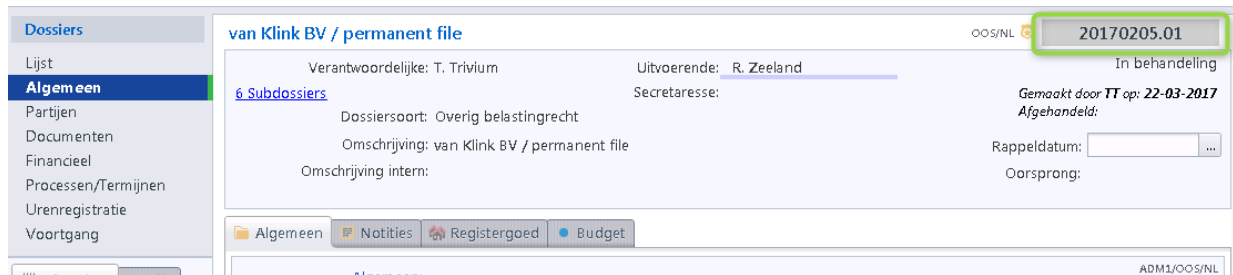 Dossiers
Lijst
Algemeen
Partijen
Documenten
Financieel
Processen/Termijnen
Urenregistratie
Voortgang
van Klink BV / permanent file
OOS/NL
20170205.01
Verantwoordelijke: T. Trivium
Uitvoerende: R. Zeeland
In behandeling
6 Subdossiers
Secretaresse:
Gemaakt door TT op: 22-03-2017
Dossiersoort: Overig belastingrecht
Afgehandeld:
Omschrijving: van Klink BV / permanent file
Rappeldatum: ...
Omschrijving intern:
Oorsprong:
Algemeen Notities Registergoed Budget
ADM1/OOS/NL